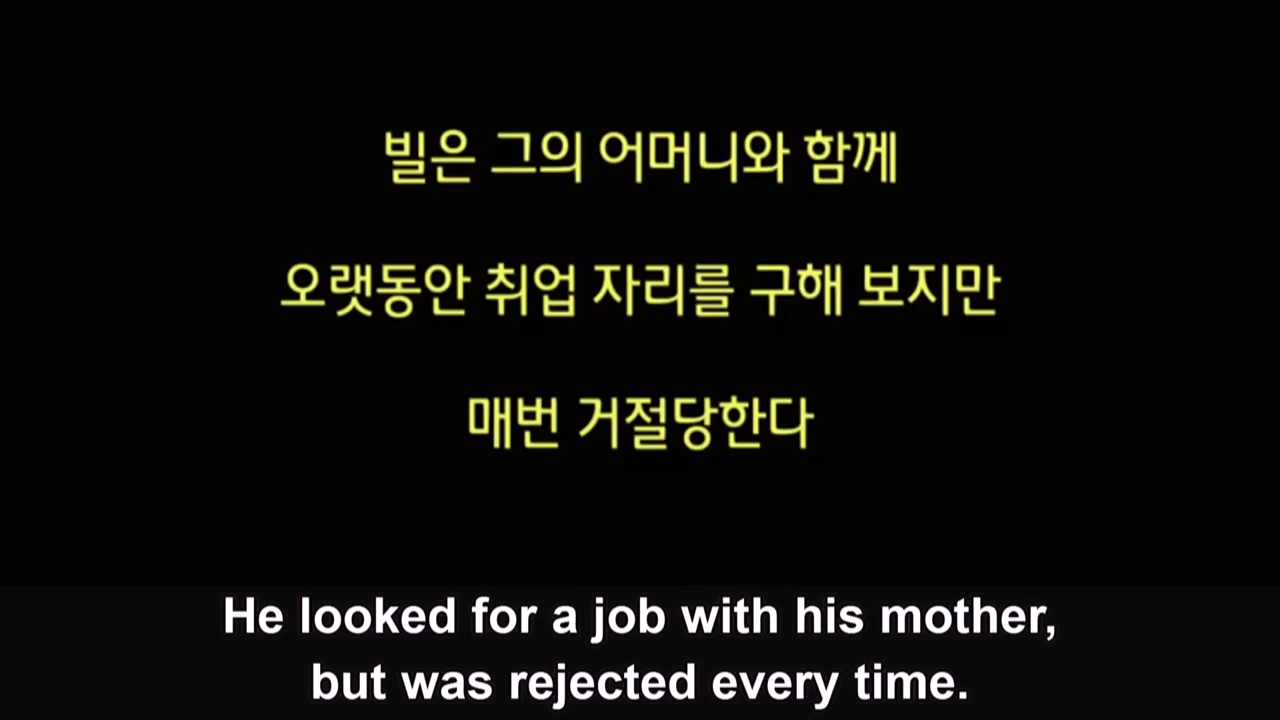 빌은 그의 어머니와 함께
오랫동안 취업 자리를 구해 보지만
매번 거절당한다
He looked for a job with his mother,
but was rejected every time.